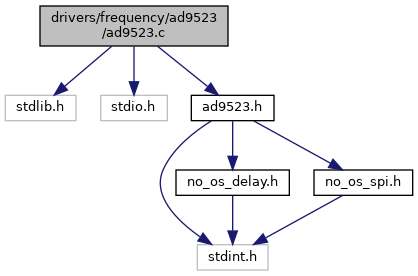 drivers/frequency/ad9523
/ad9523.c
stdlib.h
stdio.h
ad9523.h
no_os_delay.h
no_os_spi.h
stdint.h